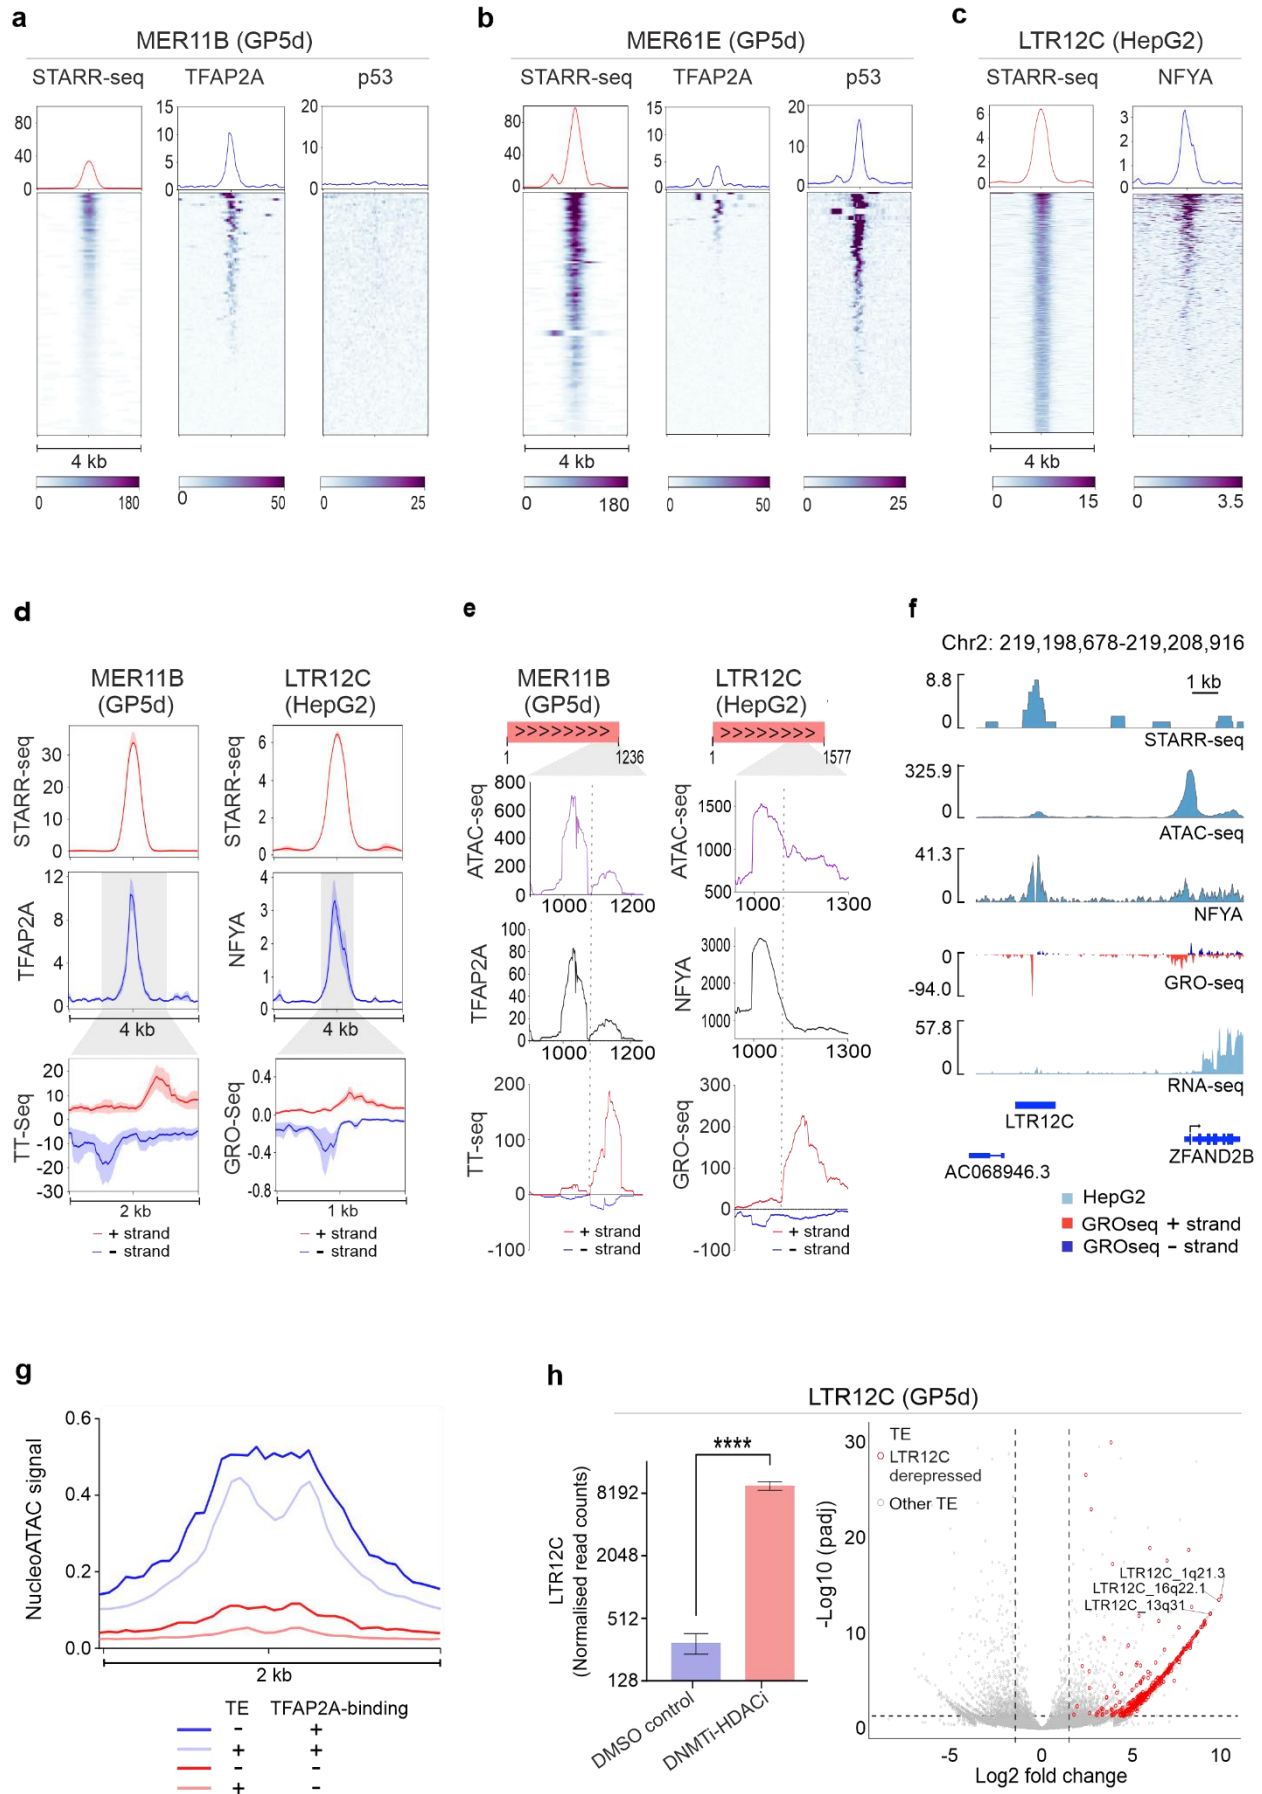 a
MER11B (GP5d)
STARR-seq TFAP2A p53
80
40
0
15
10
5
0
20
10
0
4 kb
0 180
0 50
0 25
b
MER61E (GP5d)
STARR-seq TFAP2A p53
80
40
0
15
10
5
0
20
10
0
4 kb
0 180
0 50
0 25
c
LTR12C (HepG2)
STARR-seq NFYA
6
4
2
0
3
2
1
0
4 kb
0 15
0 3.5
d
MER11B
(GP5d)
LTR12C
(HepG2)
STARR-seq
30
20
10
0
STARR-seq
6
4
2
0
TFAP2A
12
8
4
0
NFYA
4
3
2
1
0
4 kb
4 kb
TT-Seq
20
10
0
-10
-20
-30
GRO-Seq
0.4
0.0
-0.4
-0.8
2 kb
1 kb
+ strand
- strand
+ strand
- strand
e
MER11B
(GP5d)
LTR12C
(HepG2)
>>>>>>>>
>>>>>>>>
1 1236
1 1577
ATAC-seq
800
600
400
200
0
1000 1200
ATAC-seq
1500
1000
500
1000 1300
TFAP2A
100
80
60
40
20
0
1000 1200
NFYA
3000
2000
1000
1000 1300
TT-seq
200
100
0
-100
+ strand
- strand
GRO-seq
300
200
100
0
-100
+ strand
- strand
f
Chr2: 219,198,678-219,208,916
8.8
0
1 kb
STARR-seq
325.9
0
ATAC-seq
41.3
0.0
NFYA
0
-94.0
GRO-seq
57.8
0
RNA-seq
LTR12C
ZFAND2B
AC068946.3
HepG2
GROseq + strand
GROseq - strand
g
NucleoATAC signal
0.6
0.4
0.2
0.0
2 kb
TE TFAP2A-binding
- +
+ +
- -
+ -
h
LTR12C (GP5d)
LTR12C
(Normalised read counts)
8192
2048
512
128
****
DMSO control
DNMTi-HDACi
-Log10 (padj)
30
20
10
0
TE
LTR12C
derepressed
Other TE
LTR12C_1q21.3
LTR12C_16q22.1
LTR12C_13q31
-5 0 5 10
Log2 fold change